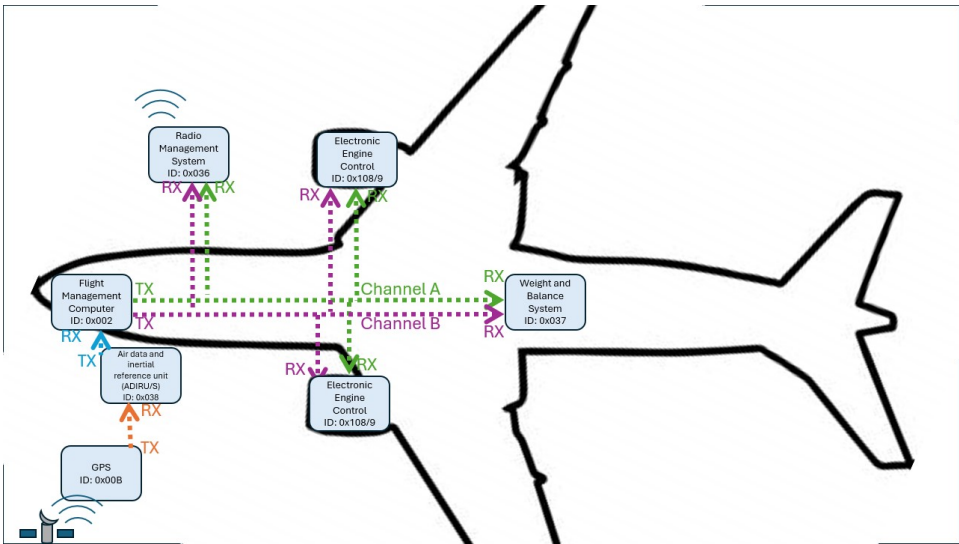 Radio
Management
System
ID: 0x036
RX
RX
Electronic
Engine
Control
ID: 0x108/9
RX
RX
Flight
Management
Computer
ID: 0x002
TX
TX
Channel A
Channel B
RX
RX
Weight and
Balance
System
ID: 0x037
RX
TX
Air data and
inertial
reference unit
(ADIRU/S)
ID: 0x038
RX
TX
GPS
ID: 0x00B
RX
RX
Electronic
Engine
Control
ID: 0x108/9